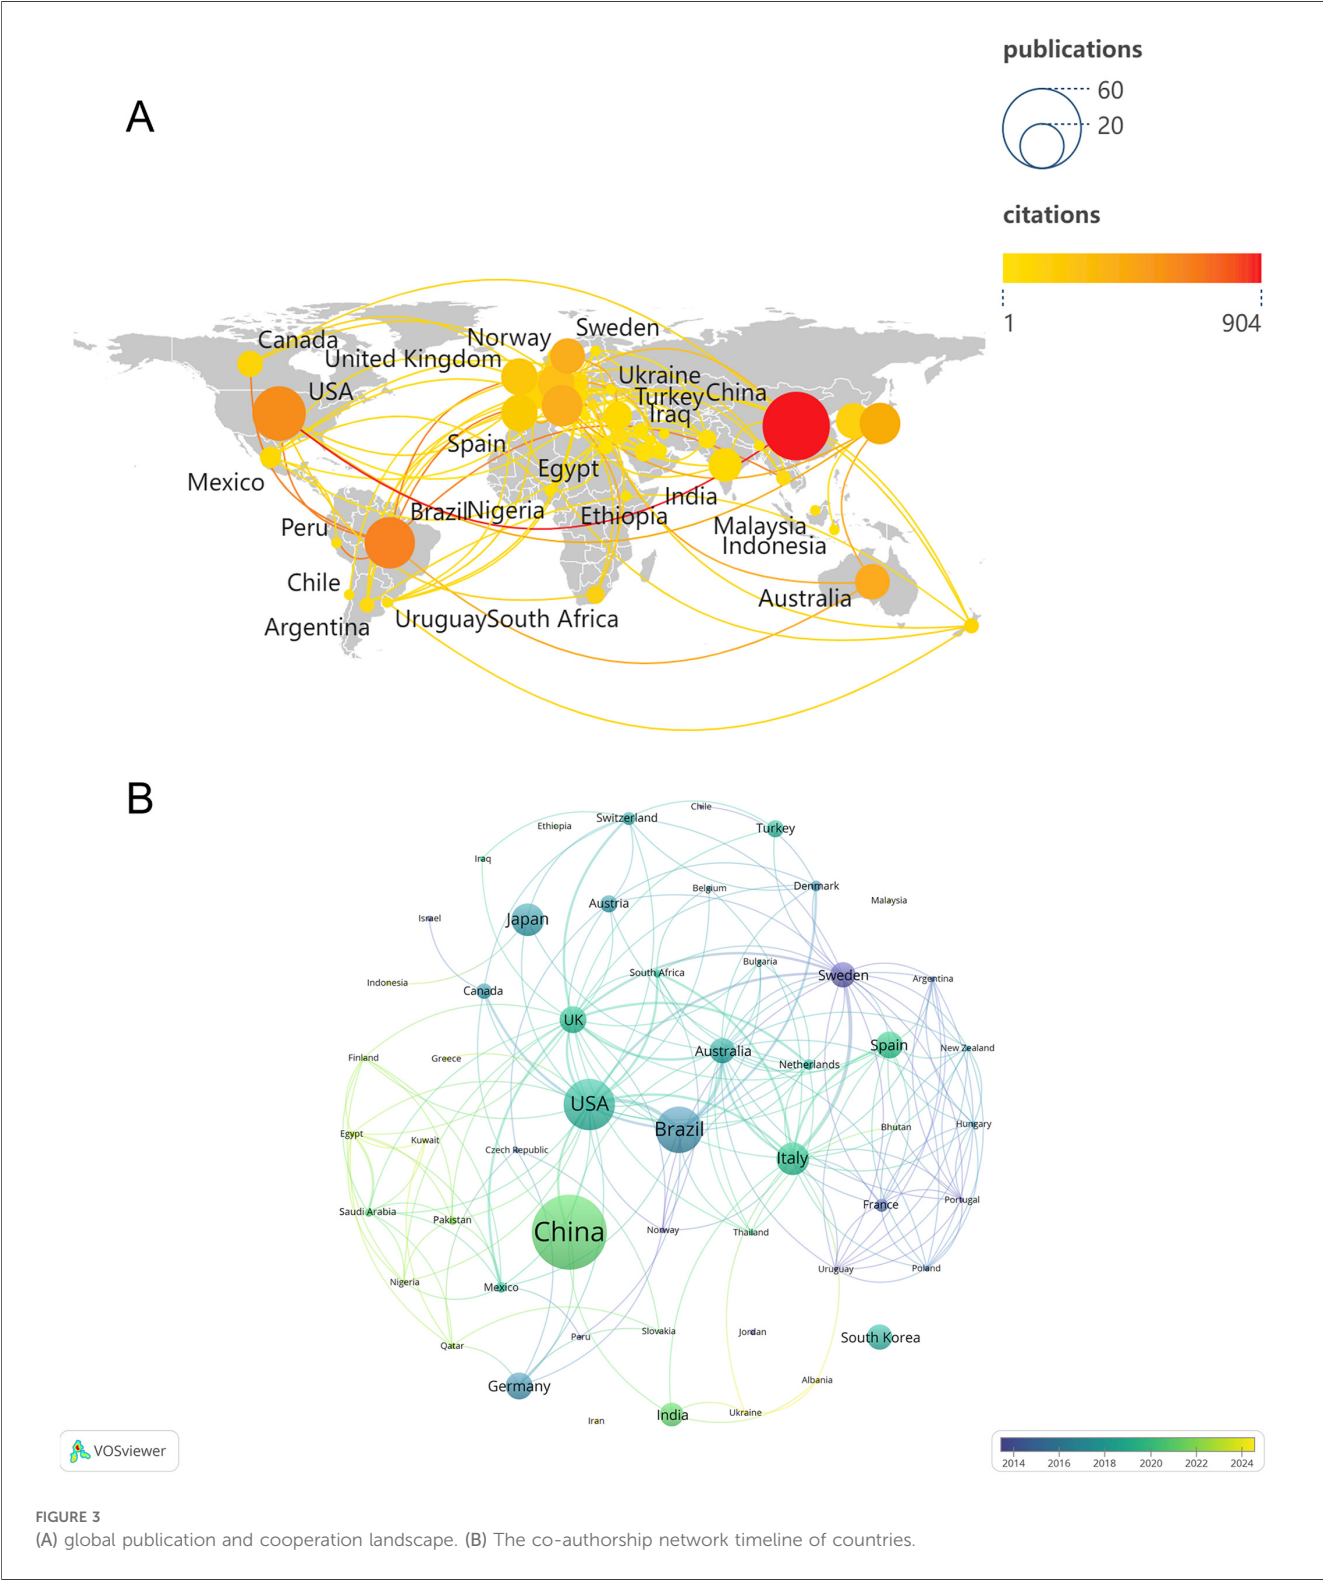 publications
60
20
citations
1
904
A
Canada
Norway
Sweden
United Kingdom
USA
Ukraine
Turkey
China
Iraq
Spain
Egypt
Mexico
India
Brazil
Nigeria
Ethiopia
Peru
Malaysia
Indonesia
Chile
Australia
Argentina
Uruguay
South Africa
B
Chile
Switzerland
Ethiopia
Turkey
Iraq
Belgium
Denmark
Malaysia
Austria
Israel
Japan
Bulgaria
South Africa
Sweden
Argentina
Indonesia
Canada
UK
Spain
New Zealand
Australia
Finland
Greece
Netherlands
USA
Brazil
Bhutan
Hungary
Egypt
Kuwait
Czech Republic
Italy
Portugal
France
Saudi Arabia
Pakistan
China
Norway
Thailand
Uruguay
Poland
Nigeria
Mexico
Peru
Slovakia
Jordan
South Korea
Qatar
Albania
Germany
Iran
India
Ukraine
VOSviewer
2014 2016 2018 2020 2022 2024
FIGURE 3
(A) global publication and cooperation landscape. (B) The co-authorship network timeline of countries.